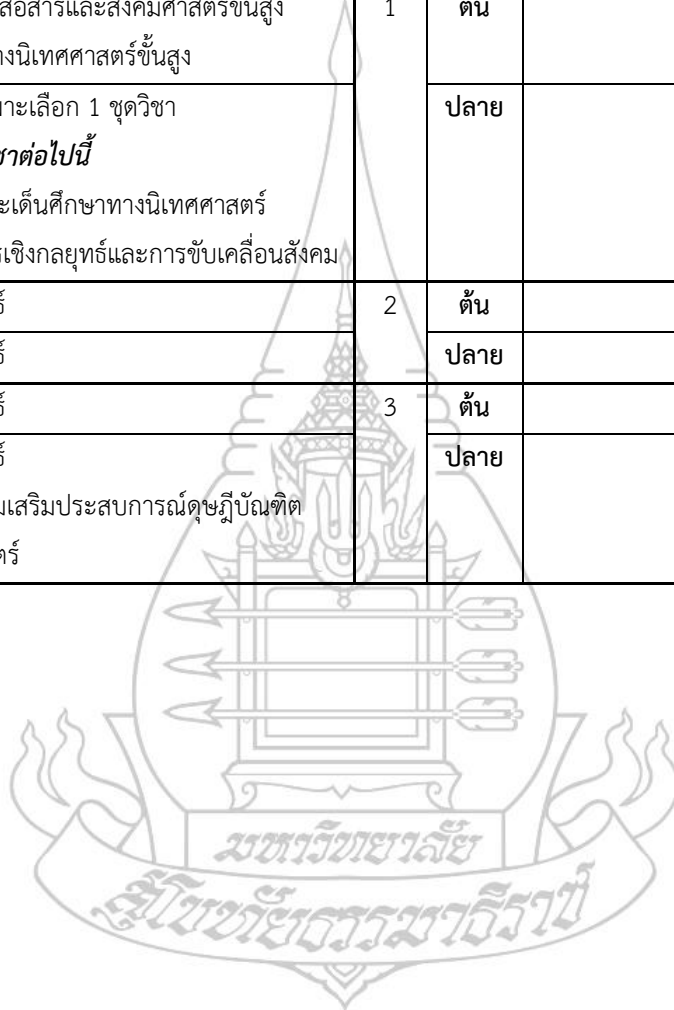 สื่อสารและสังคมศาสตร์ขั้นสูง 1 ต้น
างนิเทศศาสตร์ขั้นสูง
าะเลือก 1 ชุดวิชา ปลาย
ชาต่อไปนี้
ะเด็นศึกษาทางนิเทศศาสตร์
รเชิงกลยุทธ์และการขับเคลื่อนสังคม
ธ์ 2 ต้น
ธ์ ปลาย
ธ์ 3 ต้น
ธ์ ปลาย
มเสริมประสบการณ์ดุษฎีบัณฑิต
ตร์
มหาวิทยาลัย
สุโขทัยธรรมาธิราช